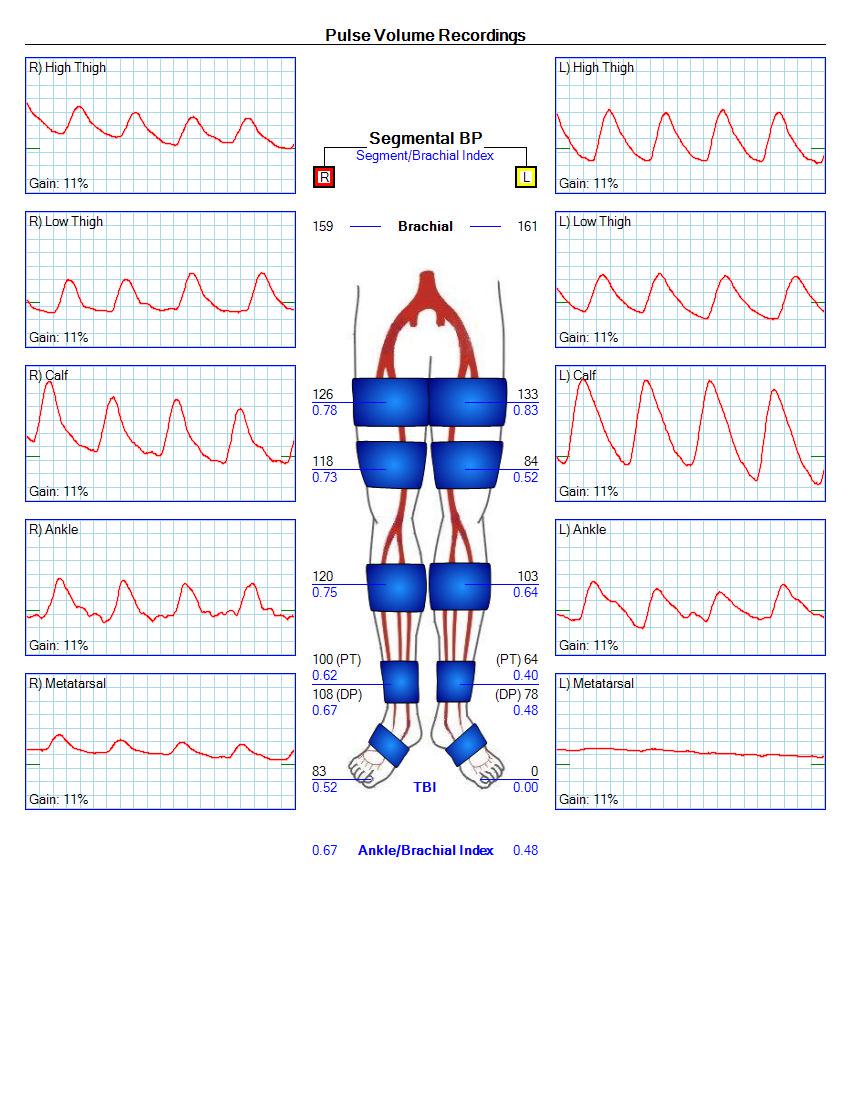 Pulse Volume Recordings
R) High Thigh
Gain: 11%
L) High Thigh
Gain: 11%
Segmental BP
Segment/Brachial Index
R
L
159 Brachial 161
R) Low Thigh
Gain: 11%
L) Low Thigh
Gain: 11%
R) Calf
Gain: 11%
L) Calf
Gain: 11%
126 133
0.78 0.83
118 84
0.73 0.52
R) Ankle
Gain: 11%
L) Ankle
Gain: 11%
120 103
0.75 0.64
R) Metatarsal
Gain: 11%
L) Metatarsal
Gain: 11%
100 (PT) (PT) 64
0.62 0.40
108 (DP) (DP) 78
0.67 0.48
83 0
0.52 TBI 0.00
0.67 Ankle/Brachial Index 0.48